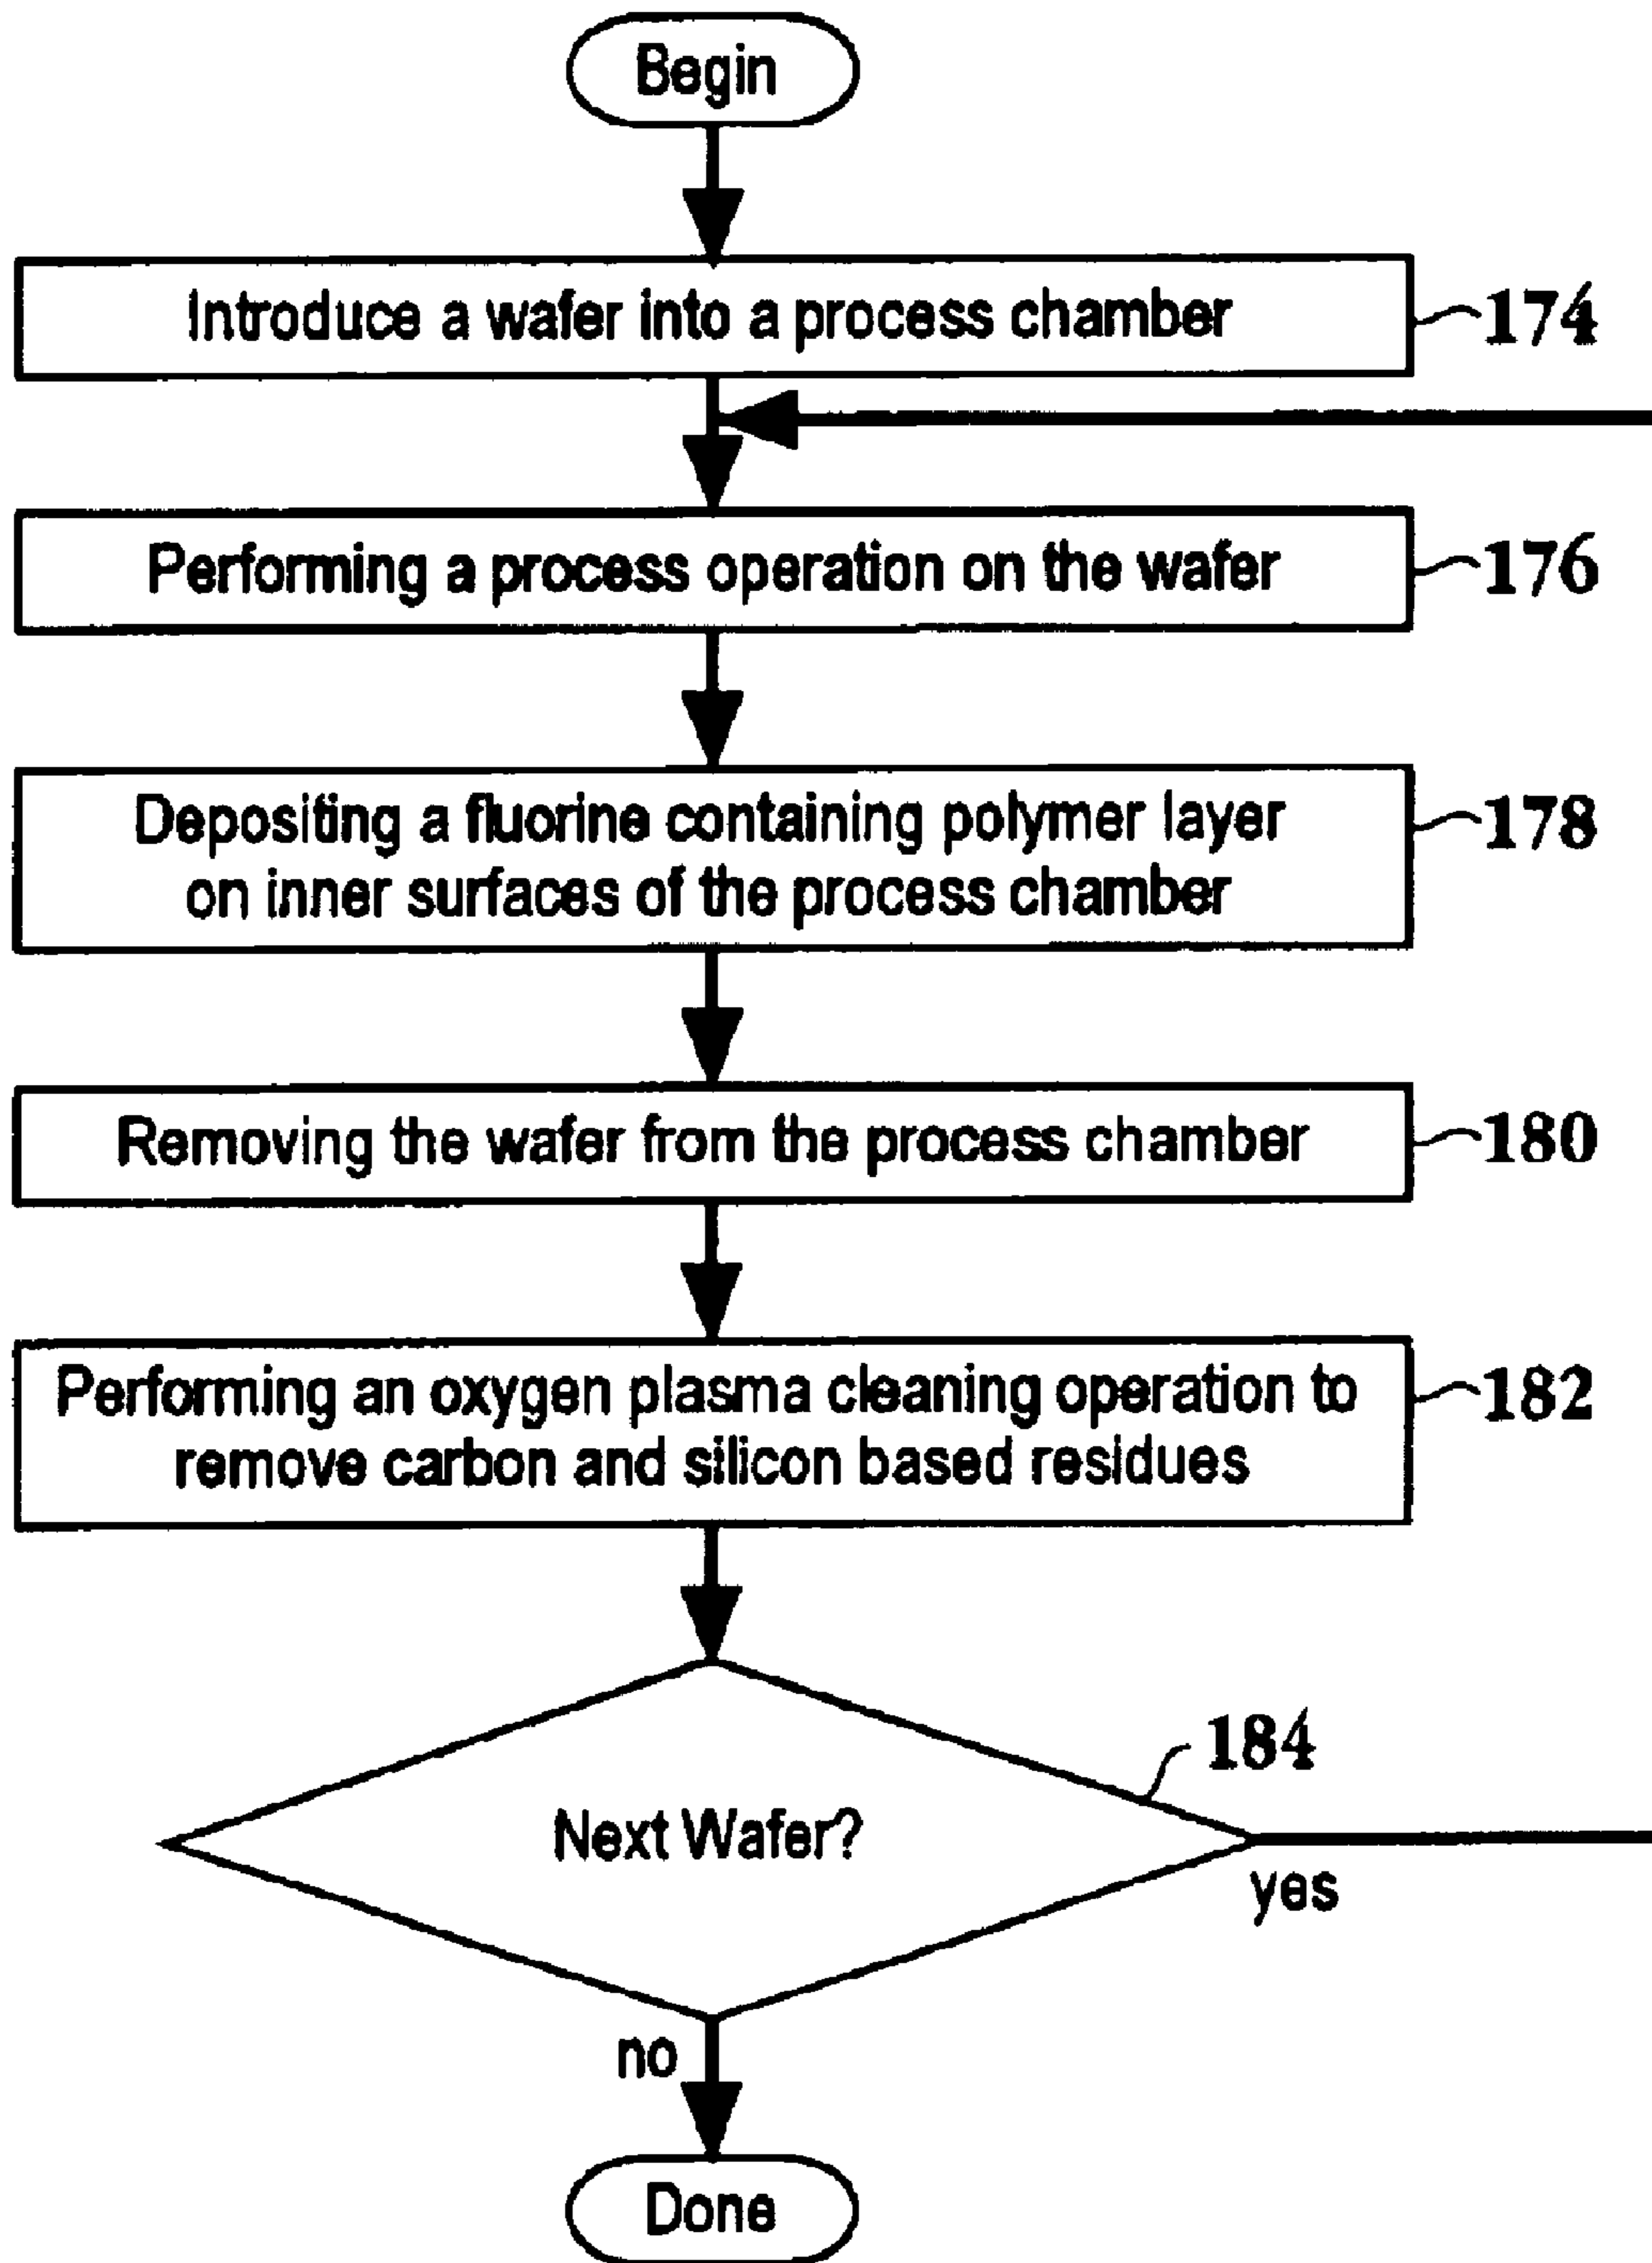 Begin
Introduce a wafer into a process chamber
174
Performing a process operation on the wafer
176
Depositing a fluorine containing polymer layer
on inner surfaces of the process chamber
178
Removing the wafer from the process chamber
180
Performing an oxygen plasma cleaning operation to
remove carbon and silicon based residues
182
184
Next Wafer?
yes
no
Done